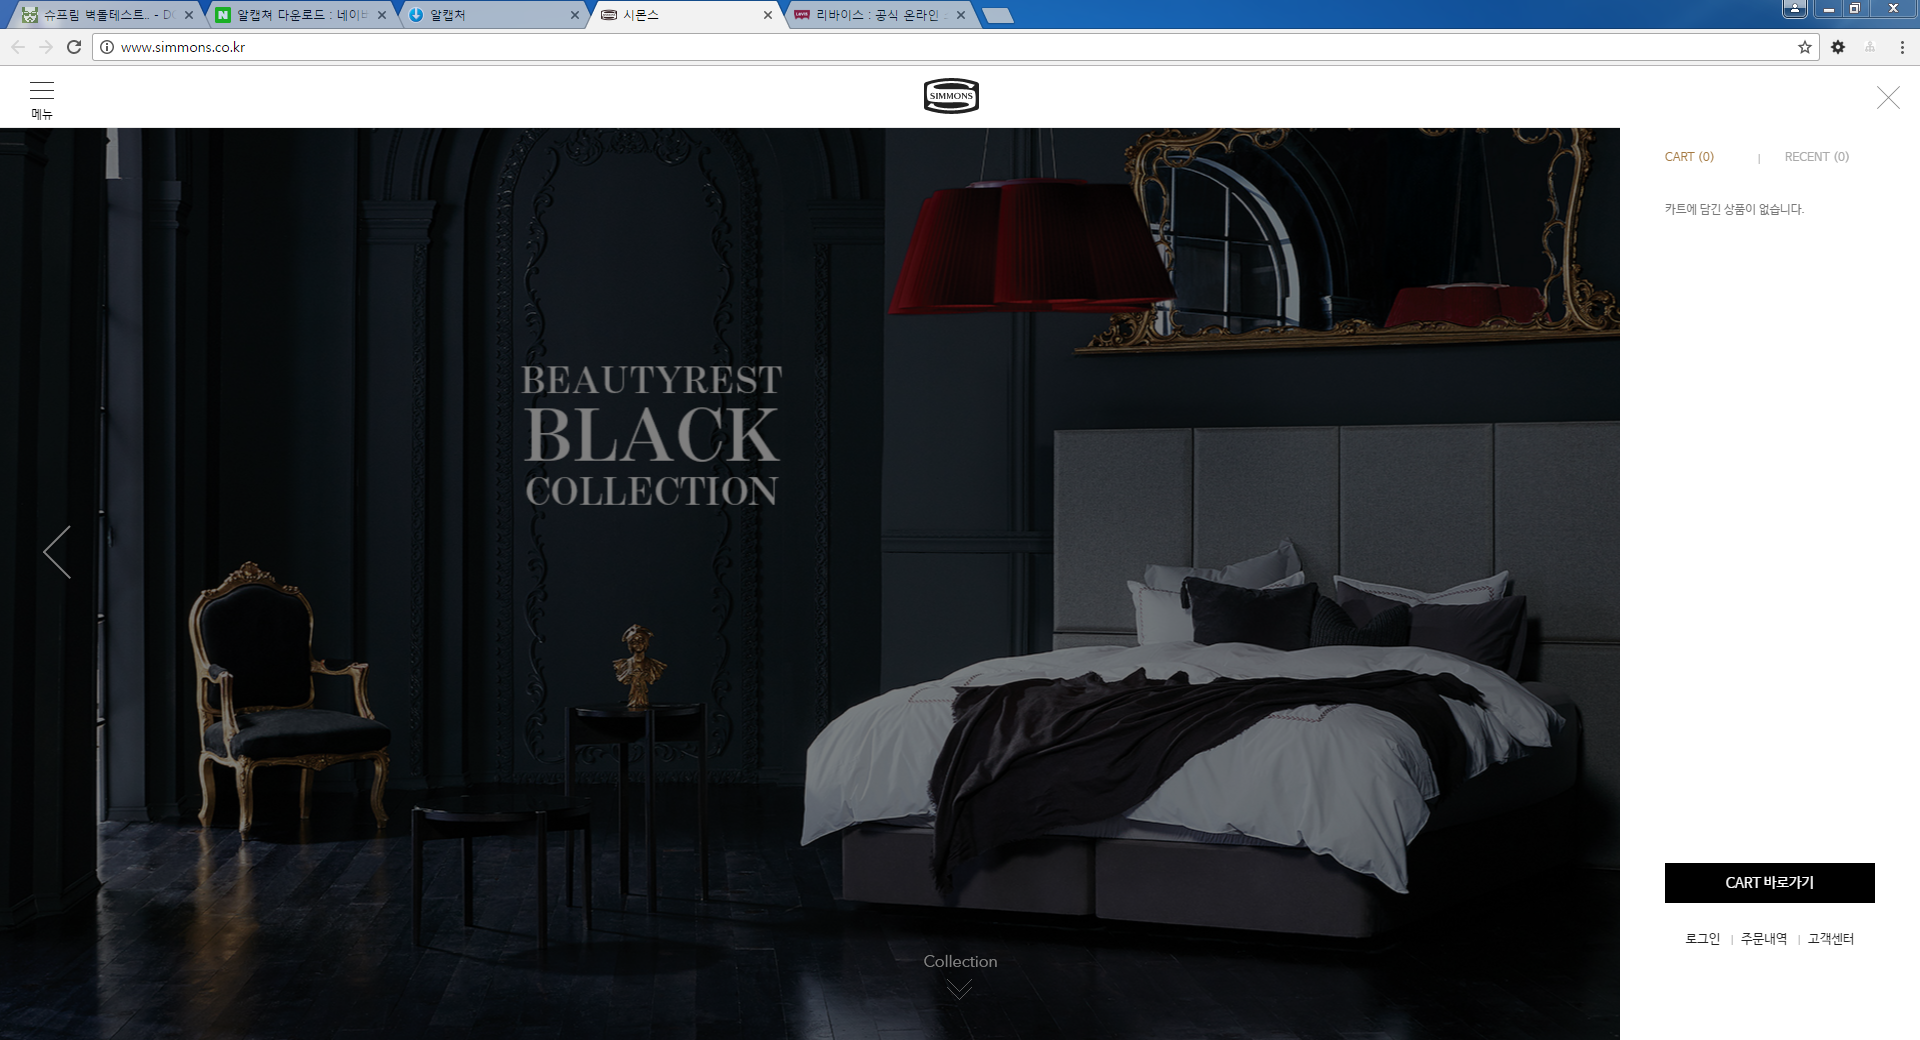 슈프림 벽돌테스트.. - DC
알캡쳐 다운로드 : 네이버
알캡처
시몬스
리바이스 : 공식 온라인
www.simmons.co.kr
메뉴
SIMMONS
CART (0) | RECENT (0)
카트에 담긴 상품이 없습니다.
BEAUTYREST
BLACK
COLLECTION
Collection
CART 바로가기
로그인 | 주문내역 | 고객센터